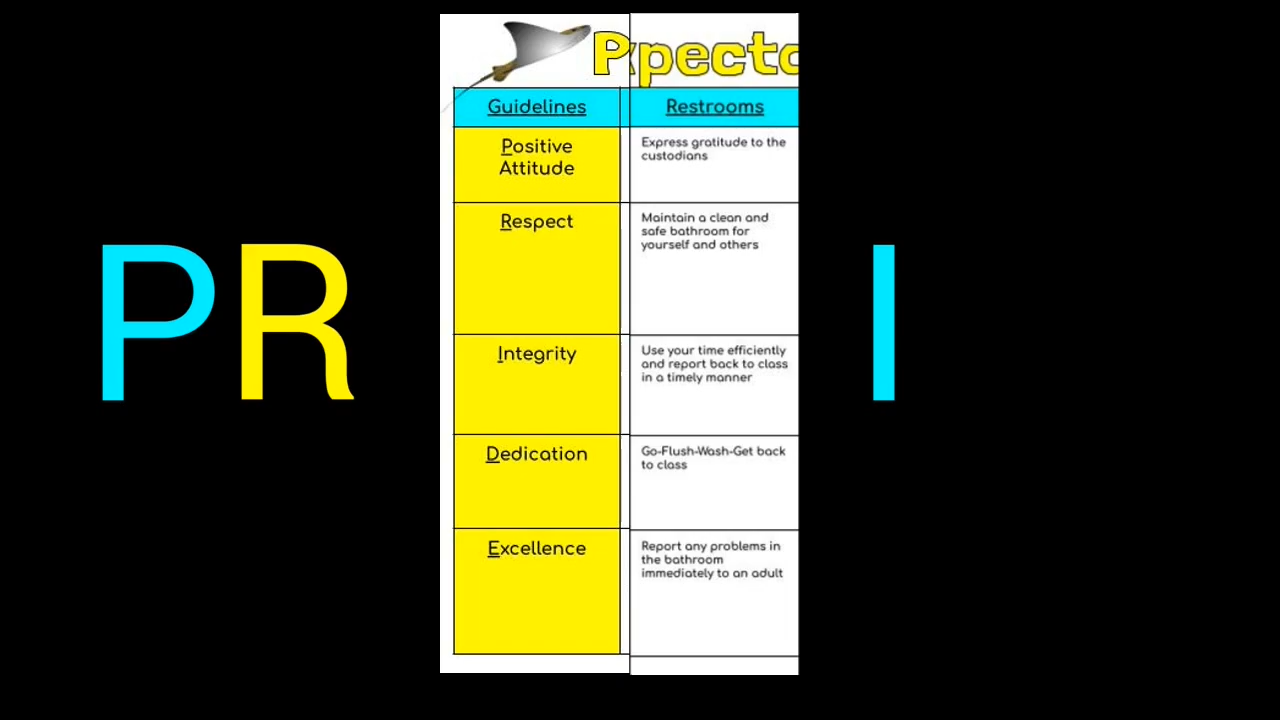 PR
I
P
xpecto
Guidelines
Restrooms
Positive
Attitude
Express gratitude to the
custodians
Respect
Maintain a clean and
safe bathroom for
yourself and others
Integrity
Use your time efficiently
and report back to class
in a timely manner
Dedication
Go-Flush-Wash-Get back
to class
Excellence
Report any problems in
the bathroom
immediately to an adult